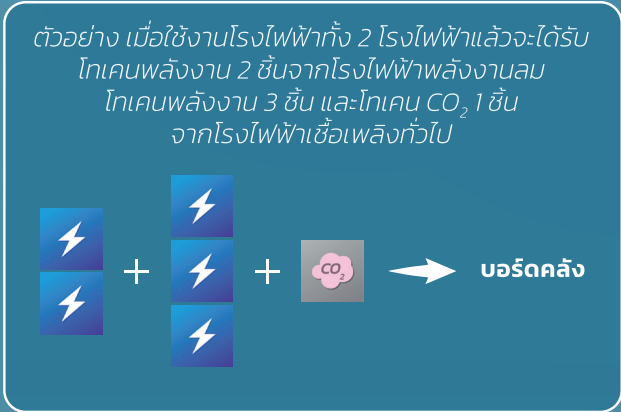 ตัวอย่าง เมื่อใช้งานโรงไฟฟ้าทั้ง 2 โรงไฟฟ้าแล้วจะได้รับ
โทเคนพลังงาน 2 ชิ้นจากโรงไฟฟ้าพลังงานลม
โทเคนพลังงาน 3 ชิ้น และโทเคน CO₂ 1 ชิ้น
จากโรงไฟฟ้าเชื้อเพลิงทั่วไป
+ + CO₂ บอร์ดคลัง